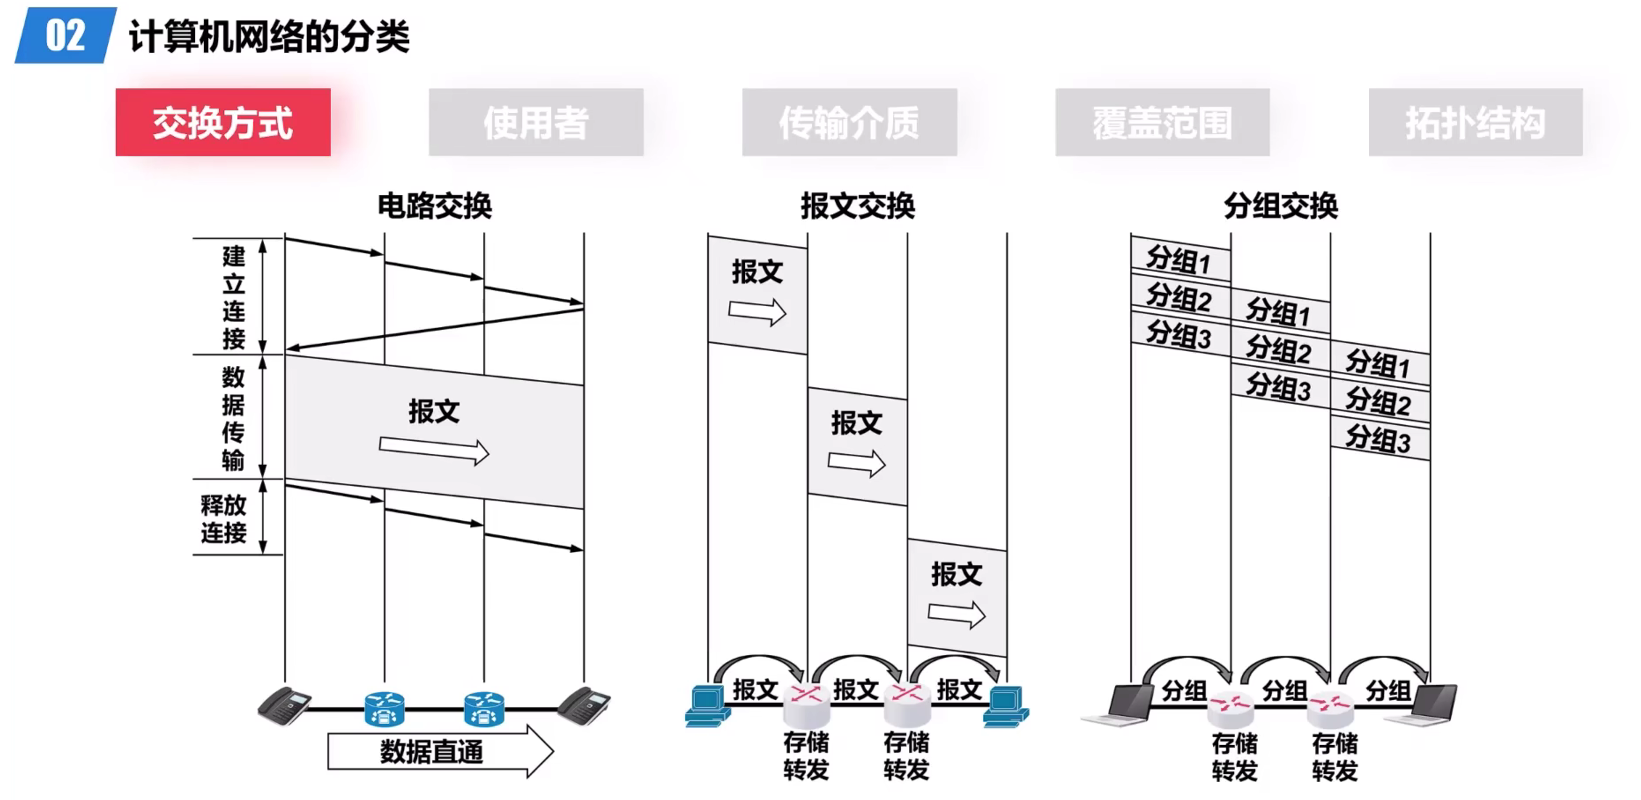 02 计算机网络的分类
交换方式 使用者 传输介质 覆盖范围 拓扑结构
电路交换
建立连接
数据传输
释放
连接
报文
数据直通
报文交换
报文
报文
报文
报文 报文 报文
存储
转发
存储
转发
分组交换
分组1
分组2
分组3
分组1
分组2
分组3
分组1
分组2
分组3
分组 分组 分组
存储
转发
存储
转发